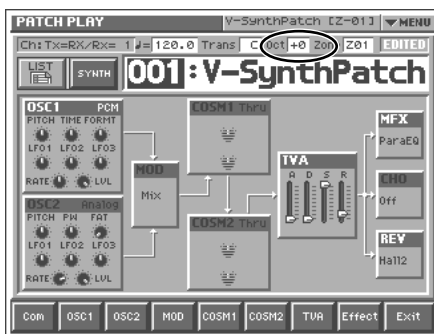 PATCH PLAY V-SynthPatch [Z-01] ▼MENU
Ch:Tx=RX/Rx= 1 ♩= 120.0 Trans C Oct +0 Zon Z01 EDITED
LIST SYNTH 001:V-SynthPatch
OSC1 PCM
PITCH TIME FORMT
LFO1 LFO2 LFO3
RATE LVL
OSC2 Analog
PITCH PW FAT
LFO1 LFO2 LFO3
RATE LVL
MOD
Mix
COSM1 Thru
COSM2 Thru
TVA
A D S R
MFX
ParaEQ
CHO
Off
REV
Hall2
Com OSC1 OSC2 MOD COSM1 COSM2 TVA Effect Exit